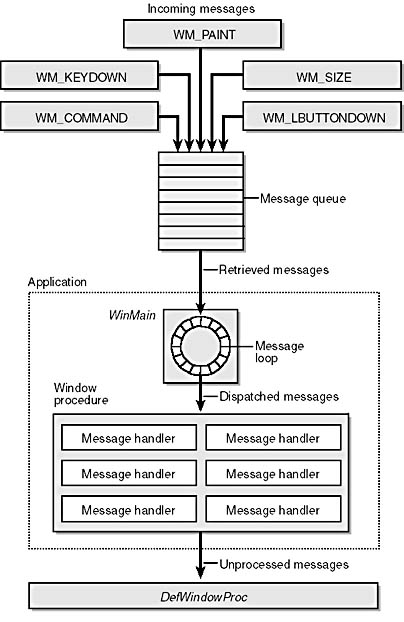 Incoming messages
WM_PAINT
WM_KEYDOWN
WM_SIZE
WM_COMMAND
WM_LBUTTONDOWN
Message queue
Retrieved messages
Application
WinMain
Message
loop
Window
procedure
Dispatched messages
Message handler
Message handler
Message handler
Message handler
Message handler
Message handler
Unprocessed messages
DefWindowProc